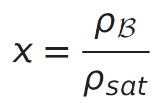 x = ρ_ℬ / ρ_sat